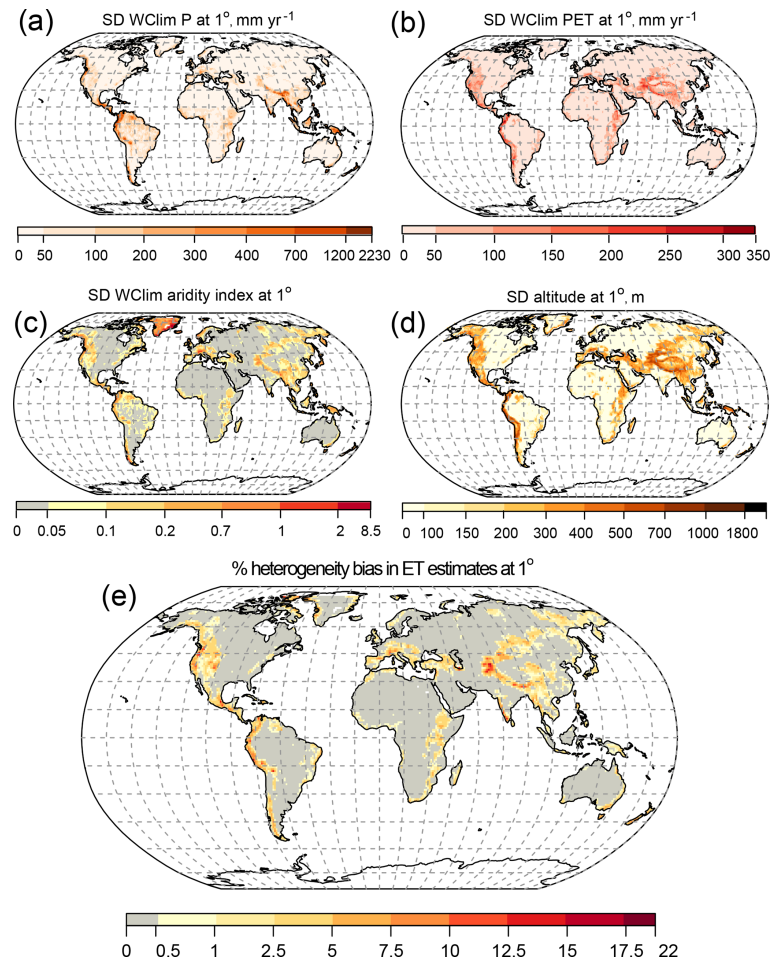 (a) SD WClim P at 1°, mm yr⁻¹
0 50 100 200 300 400 700 1200 2230
(b) SD WClim PET at 1°, mm yr⁻¹
0 50 100 150 200 250 300 350
(c) SD WClim aridity index at 1°
0 0.05 0.1 0.2 0.7 1 2 8.5
(d) SD altitude at 1°, m
0 100 150 200 300 400 500 700 1000 1800
% heterogeneity bias in ET estimates at 1°
(e)
0 0.5 1 2.5 5 7.5 10 12.5 15 17.5 22